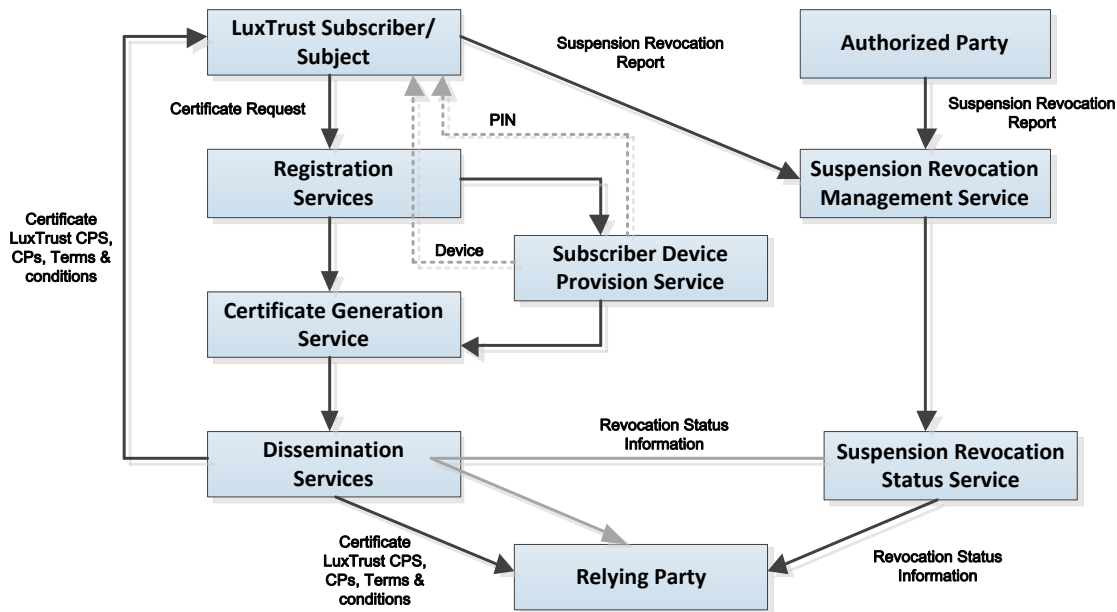 LuxTrust Subscriber/
Subject
Suspension Revocation
Report
Authorized Party
Certificate Request
PIN
Suspension Revocation
Report
Registration
Services
Suspension Revocation
Management Service
Certificate
LuxTrust CPS,
CPs, Terms &
conditions
Device
Subscriber Device
Provision Service
Certificate Generation
Service
Dissemination
Services
Revocation Status
Information
Suspension Revocation
Status Service
Certificate
LuxTrust CPS,
CPs, Terms &
conditions
Relying Party
Revocation Status
Information